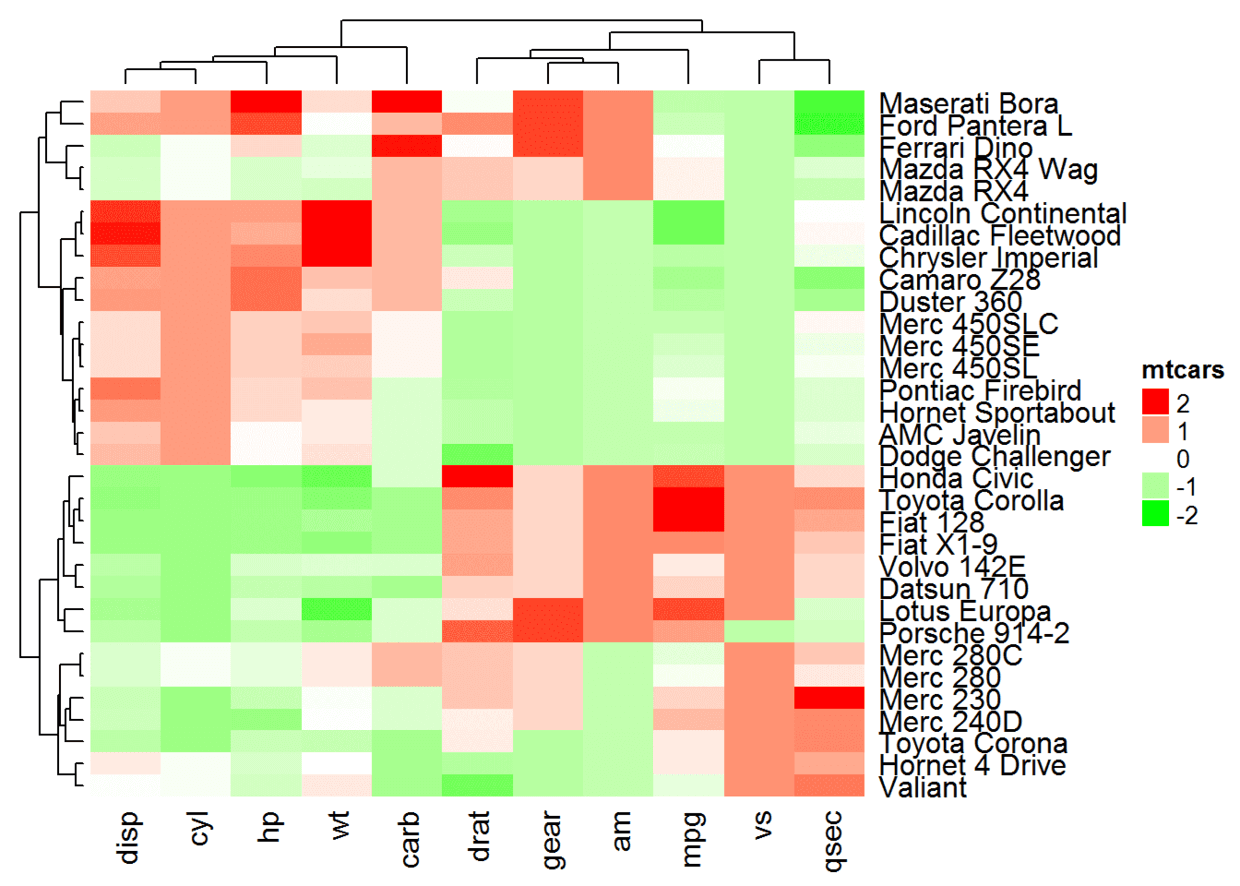 Maserati Bora
Ford Pantera L
Ferrari Dino
Mazda RX4 Wag
Mazda RX4
Lincoln Continental
Cadillac Fleetwood
Chrysler Imperial
Camaro Z28
Duster 360
Merc 450SLC
Merc 450SE
Merc 450SL
Pontiac Firebird
Hornet Sportabout
AMC Javelin
Dodge Challenger
Honda Civic
Toyota Corolla
Fiat 128
Fiat X1-9
Volvo 142E
Datsun 710
Lotus Europa
Porsche 914-2
Merc 280C
Merc 280
Merc 230
Merc 240D
Toyota Corona
Hornet 4 Drive
Valiant
mtcars
2
1
0
-1
-2
disp
cyl
hp
wt
carb
drat
gear
am
mpg
vs
qsec